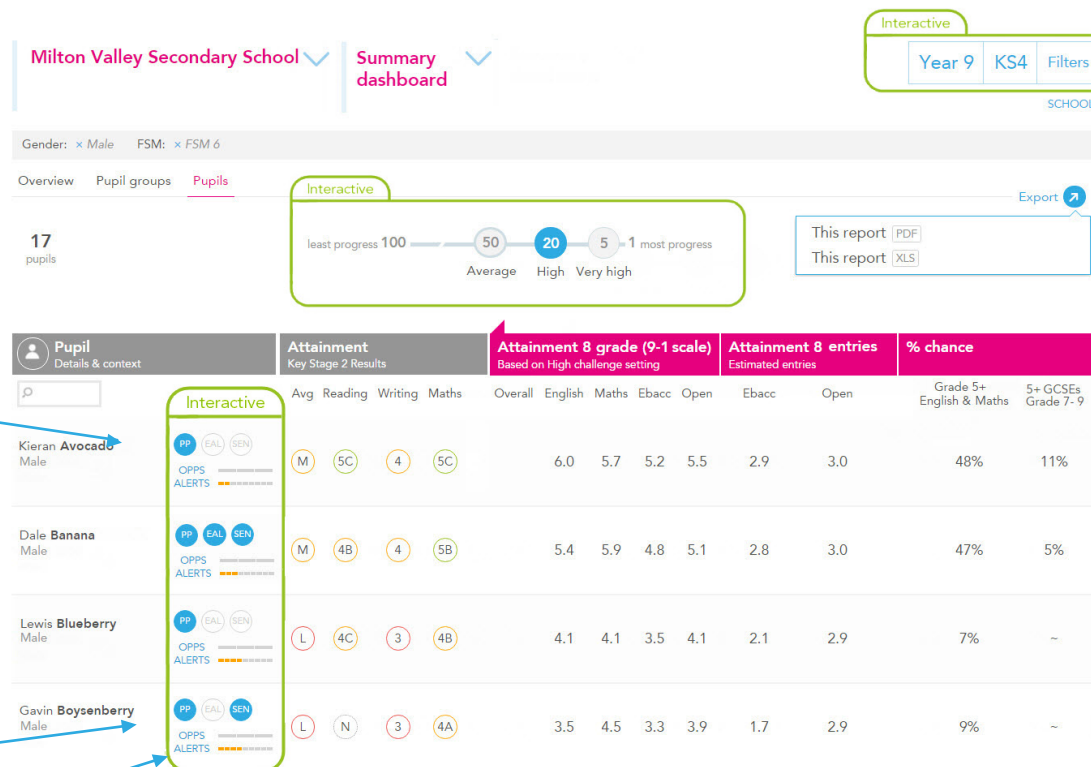 Interactive
Milton Valley Secondary School
Summary
dashboard
Year 9 KS4 Filters
SCHOOL
Gender: × Male FSM: × FSM 6
Overview Pupil groups Pupils
Interactive
Export
17
pupils
least progress 100 50 20 5 1 most progress
Average High Very high
This report PDF
This report XLS
Pupil
Details & context
Attainment
Key Stage 2 Results
Attainment 8 grade (9-1 scale)
Based on High challenge setting
Attainment 8 entries
Estimated entries
% chance
Interactive
Avg Reading Writing Maths Overall English Maths Ebacc Open Ebacc Open
Grade 5+
English & Maths
5+ GCSEs
Grade 7- 9
Kieran Avocado
Male
PP EAL SEN
OPPS
ALERTS
M 5C 4 5C 6.0 5.7 5.2 5.5 2.9 3.0 48% 11%
Dale Banana
Male
PP EAL SEN
OPPS
ALERTS
M 4B 4 5B 5.4 5.9 4.8 5.1 2.8 3.0 47% 5%
Lewis Blueberry
Male
PP EAL SEN
OPPS
ALERTS
L 4C 3 4B 4.1 4.1 3.5 4.1 2.1 2.9 7% ~
Gavin Boysenberry
Male
PP EAL SEN
OPPS
ALERTS
L N 3 4A 3.5 4.5 3.3 3.9 1.7 2.9 9% ~